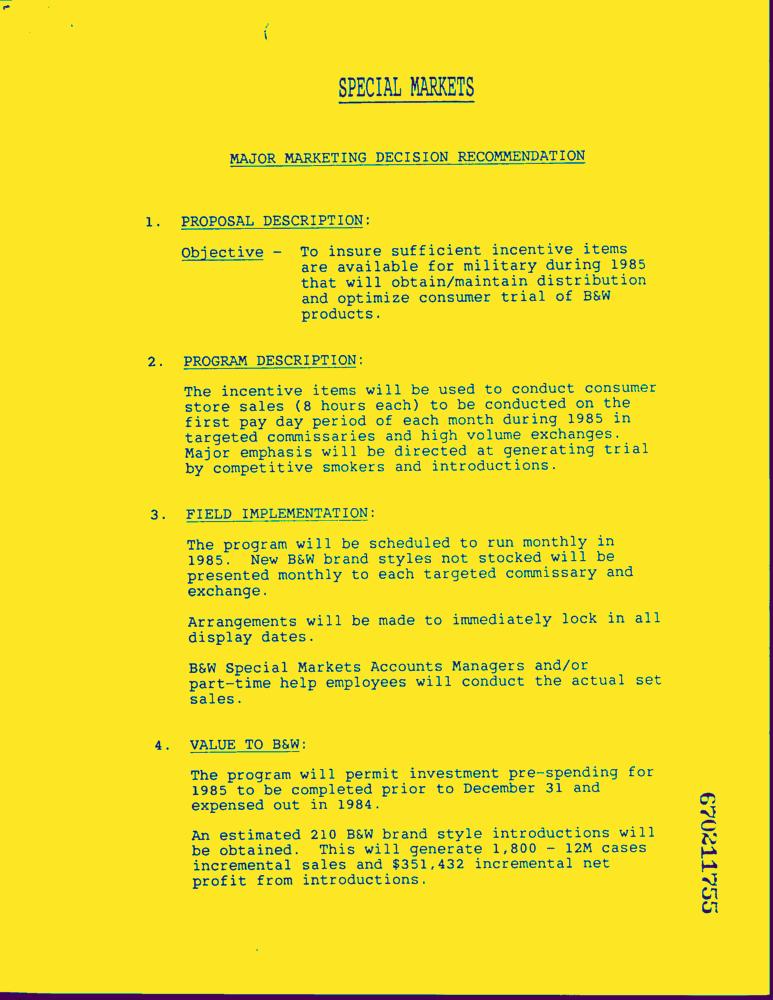 SPECIAL MARKETS
MAJOR MARKETING DECISION RECOMMENDATION
1. PROPOSAL DESCRIPTION:
Objective - To insure sufficient incentive items
are available for military during 1985
that will obtain/maintain distribution
and optimize consumer trial of B&W
products.
2. PROGRAM DESCRIPTION:
The incentive items will be used to conduct consumer
store sales (8 hours each) to be conducted on the
first pay day period of each month during 1985 in
targeted commissaries and high volume exchanges.
Major emphasis will be directed at generating trial
by competitive smokers and introductions.
3. FIELD IMPLEMENTATION:
The program will be scheduled to run monthly in
1985. New B&W brand styles not stocked will be
presented monthly to each targeted commissary and
exchange.
Arrangements will be made to immediately lock in all
display dates.
B&W Special Markets Accounts Managers and/or
part-time help employees will conduct the actual set
sales.
4. VALUE TO B&W:
The program will permit investment pre-spending for
1985 to be completed prior to December 31 and
expensed out in 1984.
An estimated 210 B&W brand style introductions will
be obtained. This will generate 1,800 - 12M cases
incremental sales and $351,432 incremental net
profit from introductions.
670211755